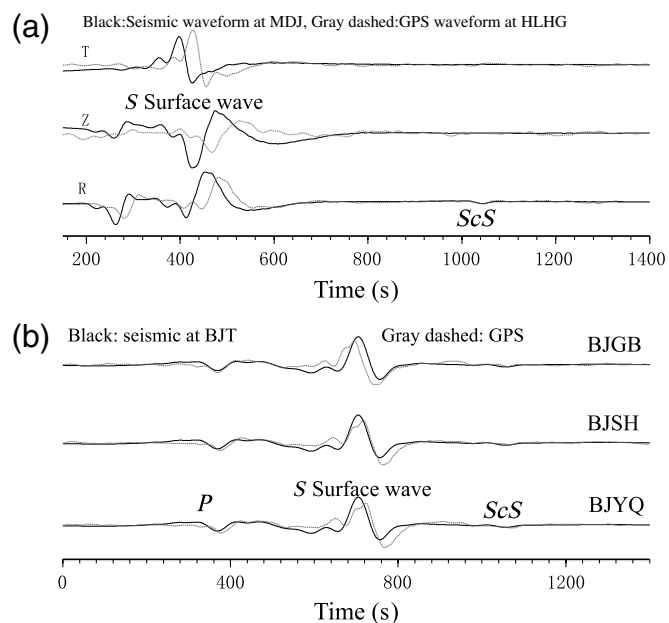 (a)
Black:Seismic waveform at MDJ, Gray dashed:GPS waveform at HLHG
T
S Surface wave
Z
R
ScS
200 400 600 800 1000 1200 1400
Time (s)
(b)
Black: seismic at BJT Gray dashed: GPS
BJGB
BJSH
S Surface wave
P ScS BJYQ
0 400 800 1200
Time (s)